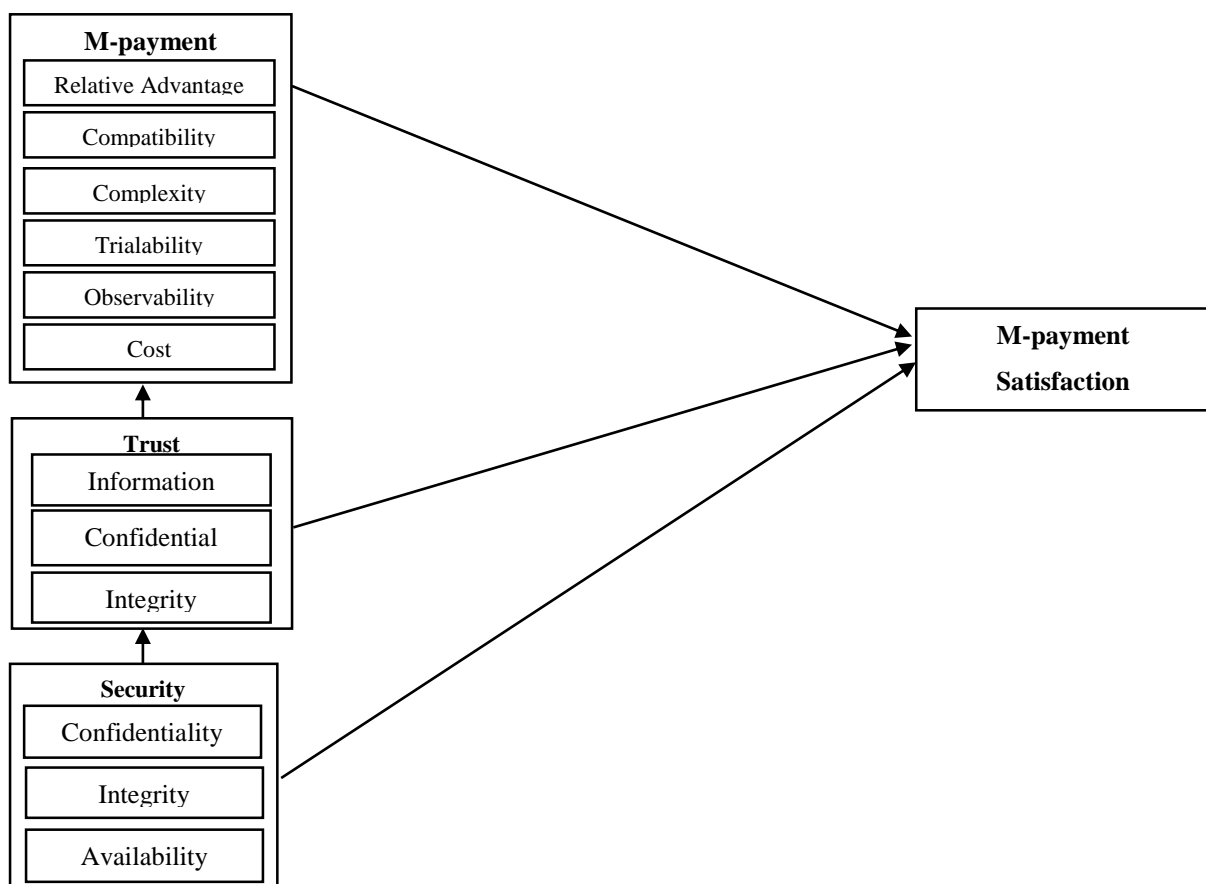 M-payment
Relative Advantage
Compatibility
Complexity
Trialability
Observability
Cost
Trust
Information
Confidential
Integrity
Security
Confidentiality
Integrity
Availability
M-payment
Satisfaction